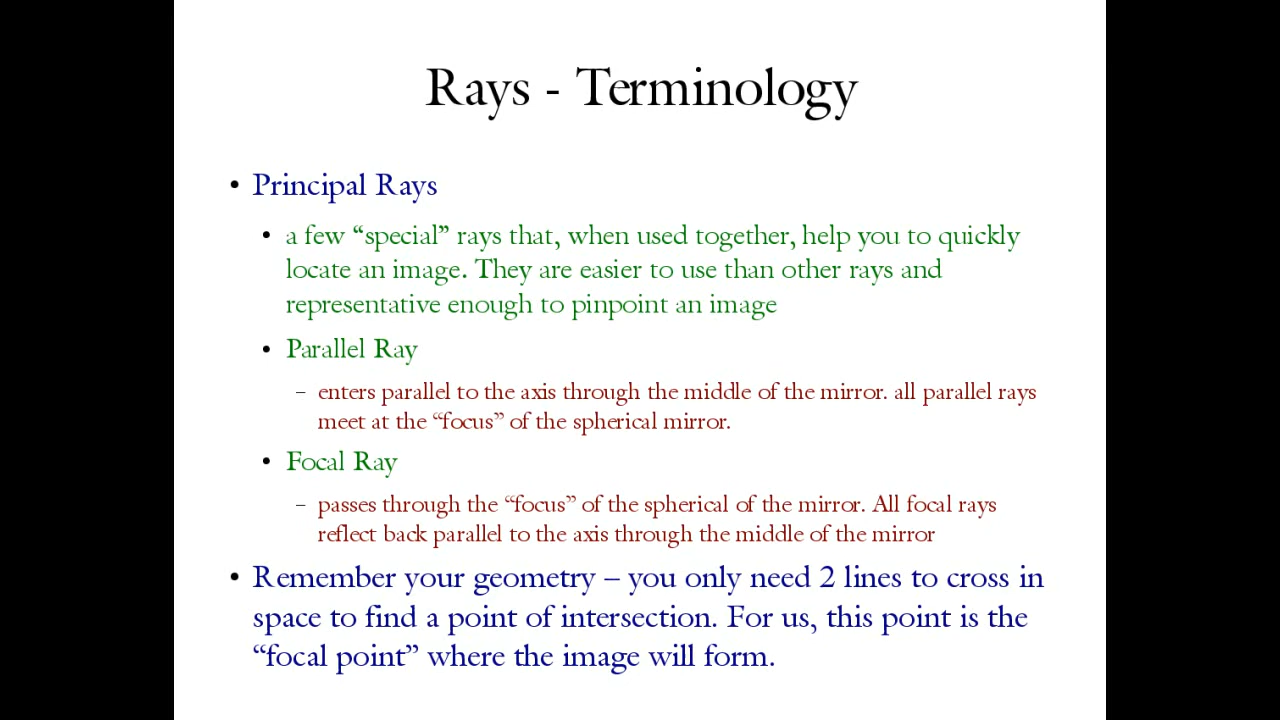 Rays - Terminology
• Principal Rays
• a few “special” rays that, when used together, help you to quickly
locate an image. They are easier to use than other rays and
representative enough to pinpoint an image
• Parallel Ray
– enters parallel to the axis through the middle of the mirror. all parallel rays
meet at the “focus” of the spherical mirror.
• Focal Ray
– passes through the “focus” of the spherical of the mirror. All focal rays
reflect back parallel to the axis through the middle of the mirror
• Remember your geometry – you only need 2 lines to cross in
space to find a point of intersection. For us, this point is the
“focal point” where the image will form.